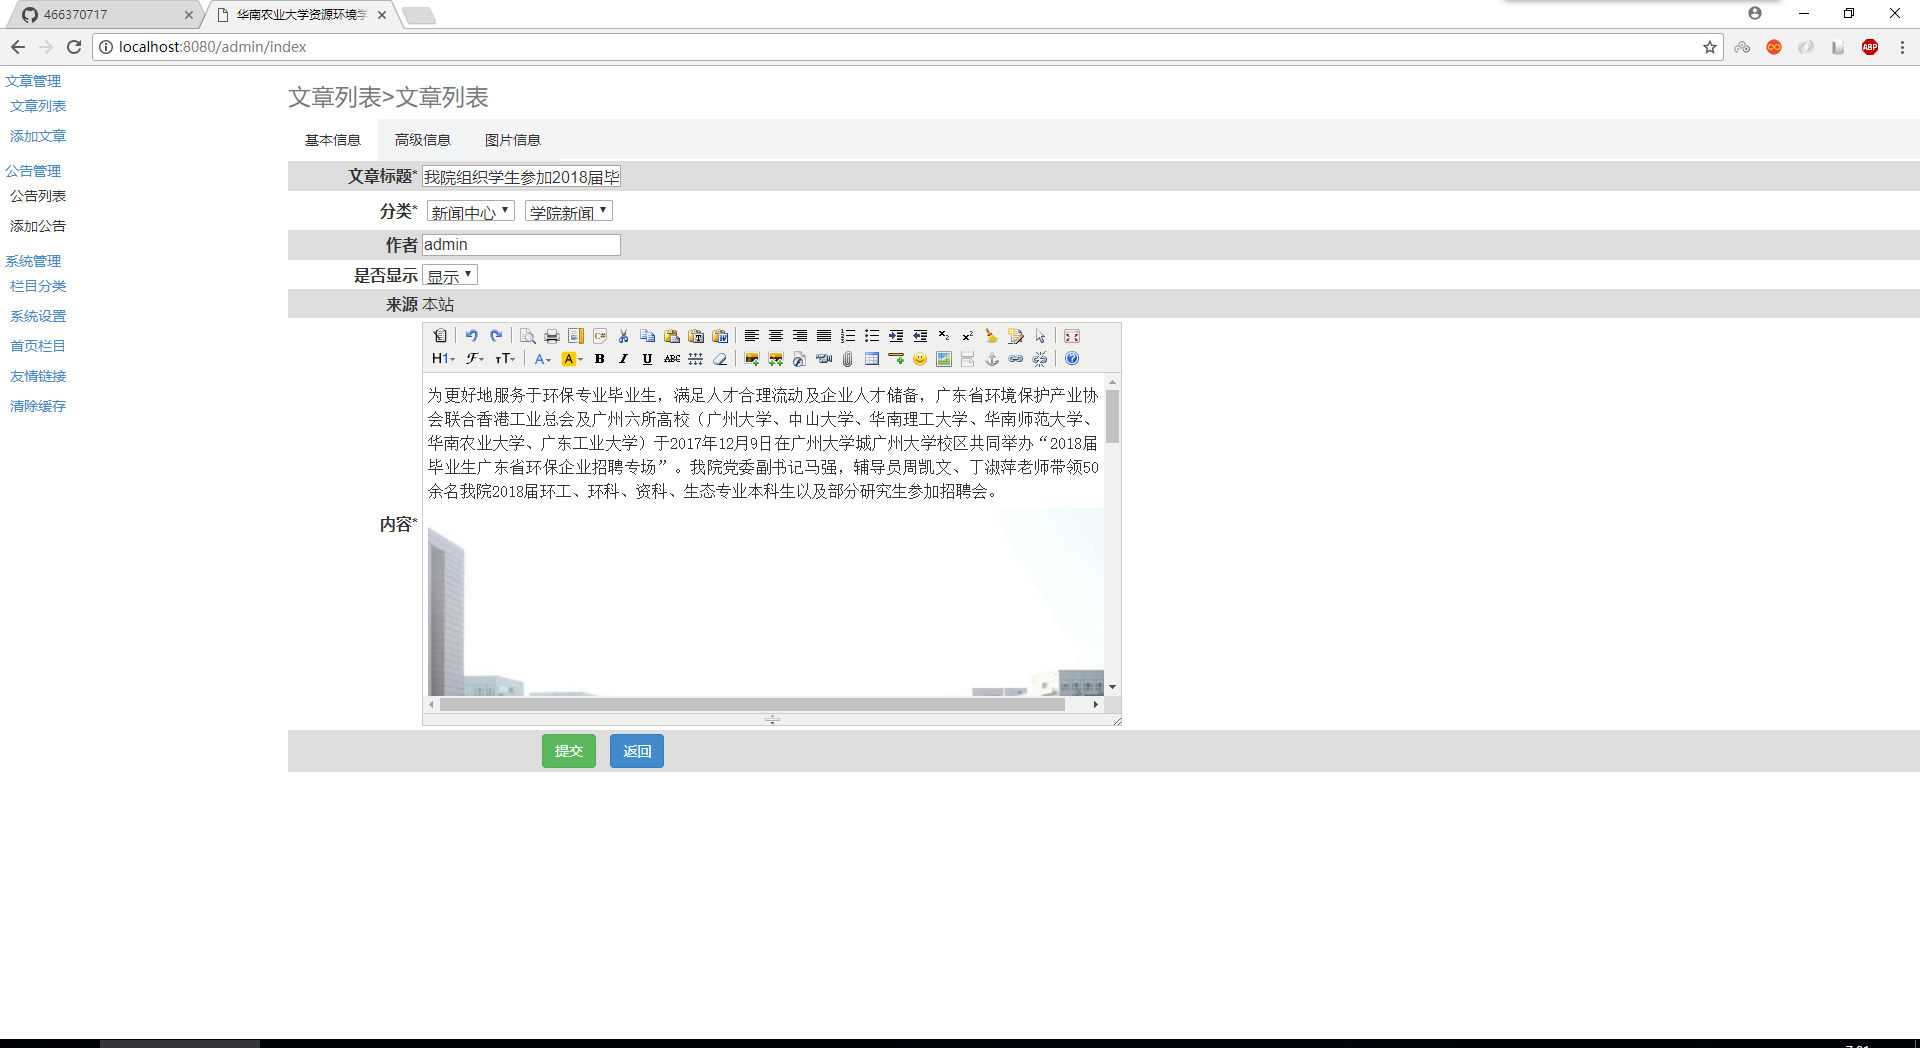 466370717
华南农业大学资源环境学
localhost:8080/admin/index
ABP
文章管理
文章列表
添加文章
公告管理
公告列表
添加公告
系统管理
栏目分类
系统设置
首页栏目
友情链接
清除缓存
文章列表>文章列表
基本信息 高级信息 图片信息
文章标题* 我院组织学生参加2018届毕
分类* 新闻中心 学院新闻
作者 admin
是否显示 显示
来源 本站
内容*
H1 F TT A A B I U ABC
为更好地服务于环保专业毕业生，满足人才合理流动及企业人才储备，广东省环境保护产业协
会联合香港工业总会及广州六所高校（广州大学、中山大学、华南理工大学、华南师范大学、
华南农业大学、广东工业大学）于2017年12月9日在广州大学城广州大学校区共同举办“2018届
毕业生广东省环保企业招聘专场”。我院党委副书记马强，辅导员周凯文、丁淑萍老师带领50
余名我院2018届环工、环科、资科、生态专业本科生以及部分研究生参加招聘会。
提交 返回